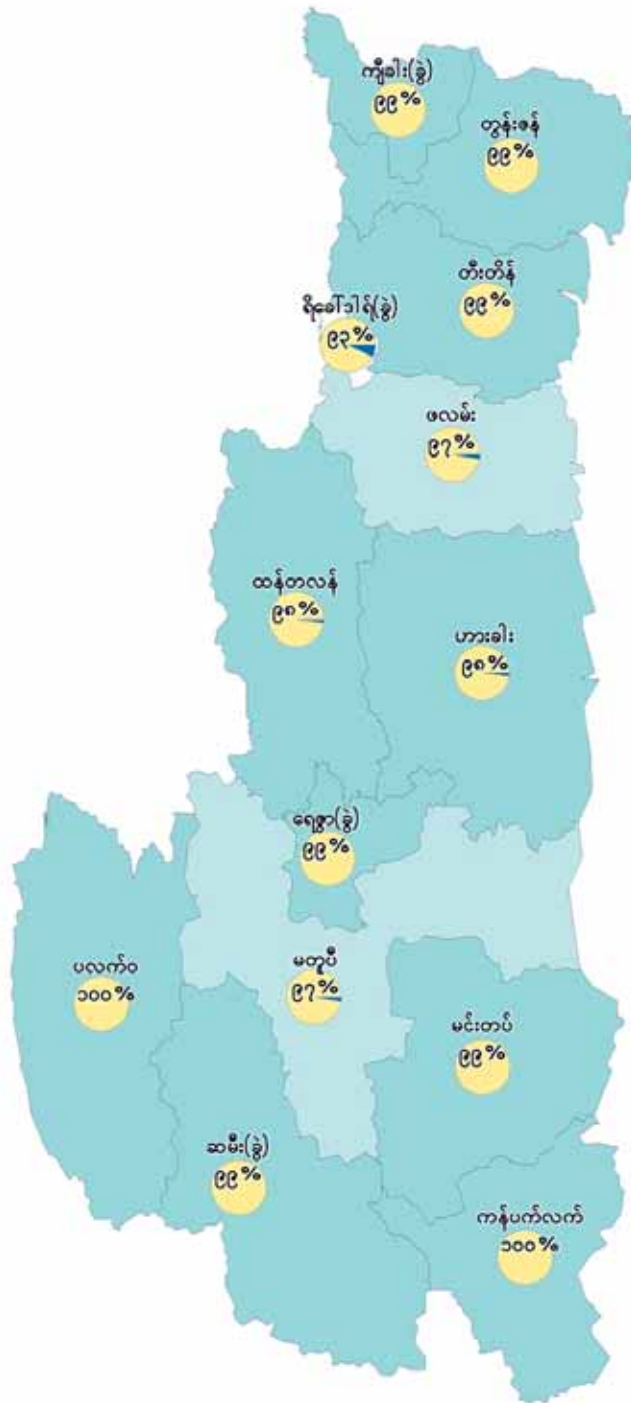 ကျီခါး(ခွဲ)
၉၉%
တွန်းဇန်
၉၉%
တီးတိန်
၉၉%
ရိခေါ်ဒါရ်(ခွဲ)
၉၃%
ဖလမ်း
၉၇%
ထန်တလန်
၉၈%
ဟားခါး
၉၈%
ရေဇွာ(ခွဲ)
၉၉%
ပလက်ဝ
၁၀၀%
မတူပီ
၉၇%
မင်းတပ်
၉၉%
ဆမီး(ခွဲ)
၉၉%
ကန်ပက်လက်
၁၀၀%